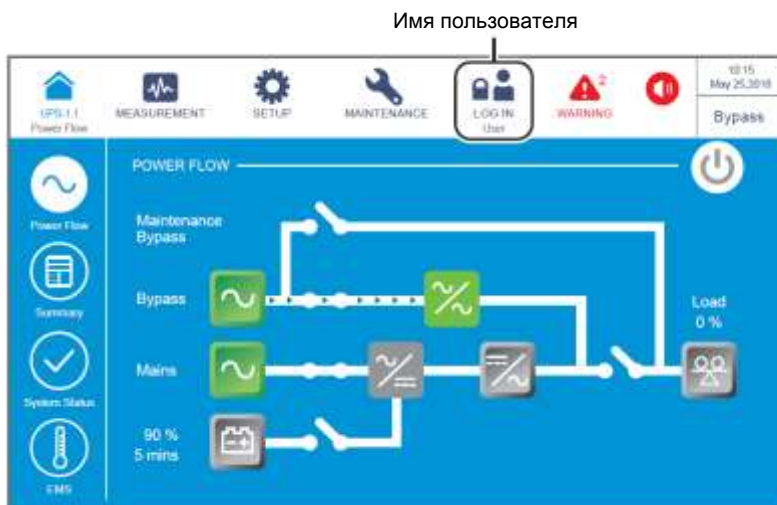 Имя пользователя
UPS-1.1
Power Flow
MEASUREMENT
SETUP
MAINTENANCE
LOG IN
User
2
WARNING
10:15
May 25,2018
Bypass
POWER FLOW
Power Flow
Summary
System Status
EMS
Maintenance
Bypass
Bypass
Mains
90 %
5 mins
Load
0 %